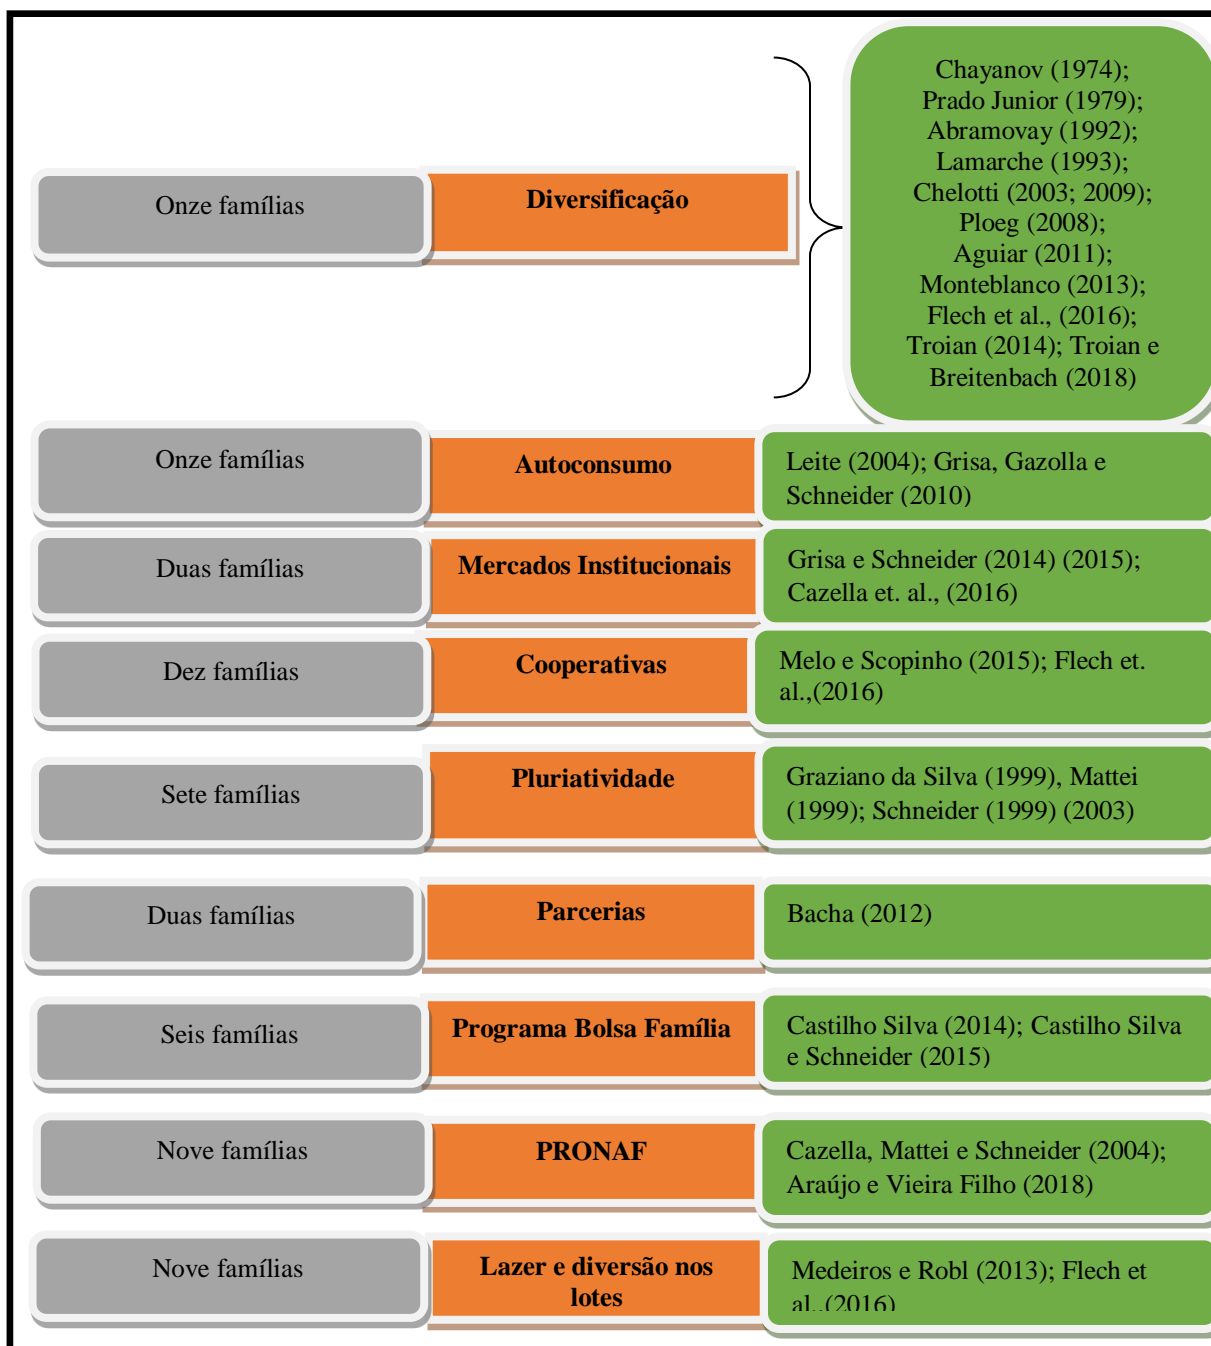 Onze famílias
Diversificação
Chayanov (1974);
Prado Junior (1979);
Abramovay (1992);
Lamarche (1993);
Chelotti (2003; 2009);
Ploeg (2008);
Aguiar (2011);
Monteblanco (2013);
Flech et al., (2016);
Troian (2014); Troian e
Breitenbach (2018)
Onze famílias
Autoconsumo
Leite (2004); Grisa, Gazolla e
Schneider (2010)
Duas famílias
Mercados Institucionais
Grisa e Schneider (2014) (2015);
Cazella et. al., (2016)
Dez famílias
Cooperativas
Melo e Scopinho (2015); Flech et.
al.,(2016)
Sete famílias
Pluriatividade
Graziano da Silva (1999), Mattei
(1999); Schneider (1999) (2003)
Duas famílias
Parcerias
Bacha (2012)
Seis famílias
Programa Bolsa Família
Castilho Silva (2014); Castilho Silva
e Schneider (2015)
Nove famílias
PRONAF
Cazella, Mattei e Schneider (2004);
Araújo e Vieira Filho (2018)
Nove famílias
Lazer e diversão nos
lotes
Medeiros e Robl (2013); Flech et
al.,(2016)